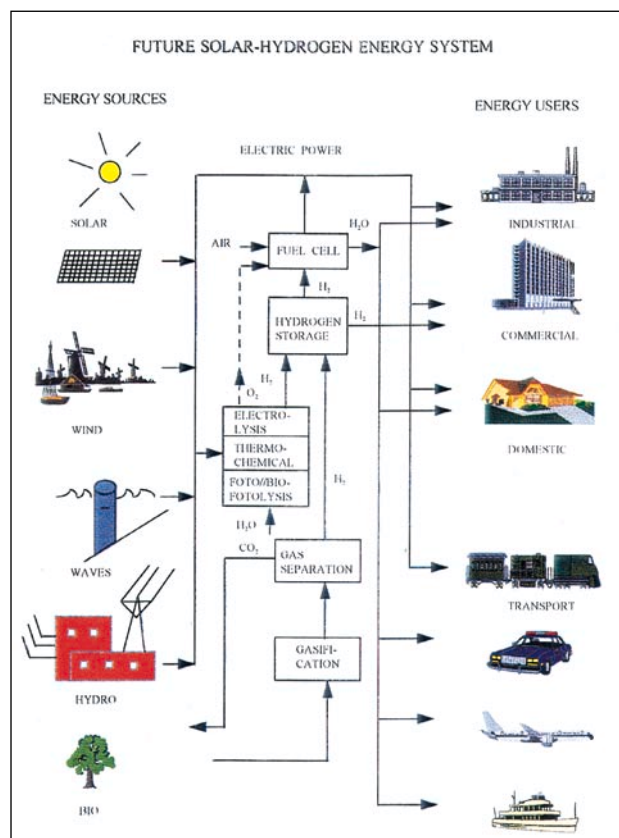 FUTURE SOLAR-HYDROGEN ENERGY SYSTEM
ENERGY SOURCES
ENERGY USERS
ELECTRIC POWER
SOLAR
AIR
FUEL CELL
H₂O
INDUSTRIAL
H₂
HYDROGEN
STORAGE
H₂
COMMERCIAL
WIND
O₂
H₂
ELECTRO-
LYSIS
THERMO-
CHEMICAL
FOTO//BIO-
FOTOLYSIS
DOMESTIC
H₂
H₂O
CO₂
GAS
SEPARATION
WAVES
TRANSPORT
GASIFI-
CATION
HYDRO
BIO